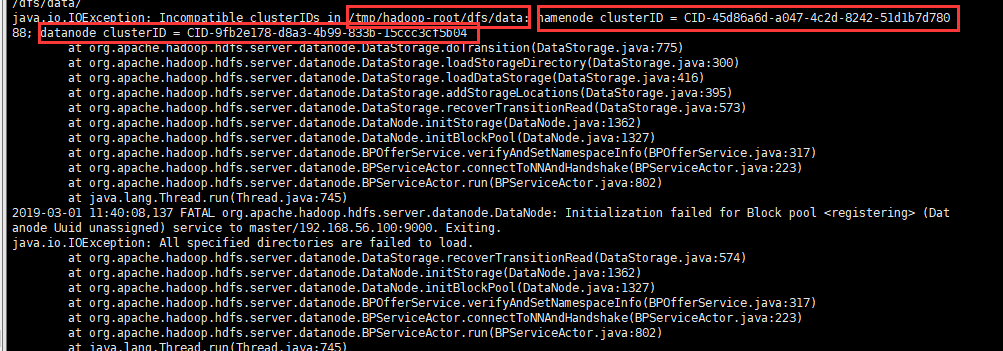 /dfs/data/
java.io.IOException: Incompatible clusterIDs in /tmp/hadoop-root/dfs/data: namenode clusterID = CID-45d86a6d-a047-4c2d-8242-51d1b7d780
88; datanode clusterID = CID-9fb2e178-d8a3-4b99-833b-15ccc3cf5b04
at org.apache.hadoop.hdfs.server.datanode.DataStorage.doTransition(DataStorage.java:775)
at org.apache.hadoop.hdfs.server.datanode.DataStorage.loadStorageDirectory(DataStorage.java:300)
at org.apache.hadoop.hdfs.server.datanode.DataStorage.loadDataStorage(DataStorage.java:416)
at org.apache.hadoop.hdfs.server.datanode.DataStorage.addStorageLocations(DataStorage.java:395)
at org.apache.hadoop.hdfs.server.datanode.DataStorage.recoverTransitionRead(DataStorage.java:573)
at org.apache.hadoop.hdfs.server.datanode.DataNode.initStorage(DataNode.java:1362)
at org.apache.hadoop.hdfs.server.datanode.DataNode.initBlockPool(DataNode.java:1327)
at org.apache.hadoop.hdfs.server.datanode.BPOfferService.verifyAndSetNamespaceInfo(BPOfferService.java:317)
at org.apache.hadoop.hdfs.server.datanode.BPServiceActor.connectToNNAndHandshake(BPServiceActor.java:223)
at org.apache.hadoop.hdfs.server.datanode.BPServiceActor.run(BPServiceActor.java:802)
at java.lang.Thread.run(Thread.java:745)
2019-03-01 11:40:08,137 FATAL org.apache.hadoop.hdfs.server.datanode.DataNode: Initialization failed for Block pool <registering> (Dat
anode Uuid unassigned) service to master/192.168.56.100:9000. Exiting.
java.io.IOException: All specified directories are failed to load.
at org.apache.hadoop.hdfs.server.datanode.DataStorage.recoverTransitionRead(DataStorage.java:574)
at org.apache.hadoop.hdfs.server.datanode.DataNode.initStorage(DataNode.java:1362)
at org.apache.hadoop.hdfs.server.datanode.DataNode.initBlockPool(DataNode.java:1327)
at org.apache.hadoop.hdfs.server.datanode.BPOfferService.verifyAndSetNamespaceInfo(BPOfferService.java:317)
at org.apache.hadoop.hdfs.server.datanode.BPServiceActor.connectToNNAndHandshake(BPServiceActor.java:223)
at org.apache.hadoop.hdfs.server.datanode.BPServiceActor.run(BPServiceActor.java:802)
at java.lang.Thread.run(Thread.java:745)